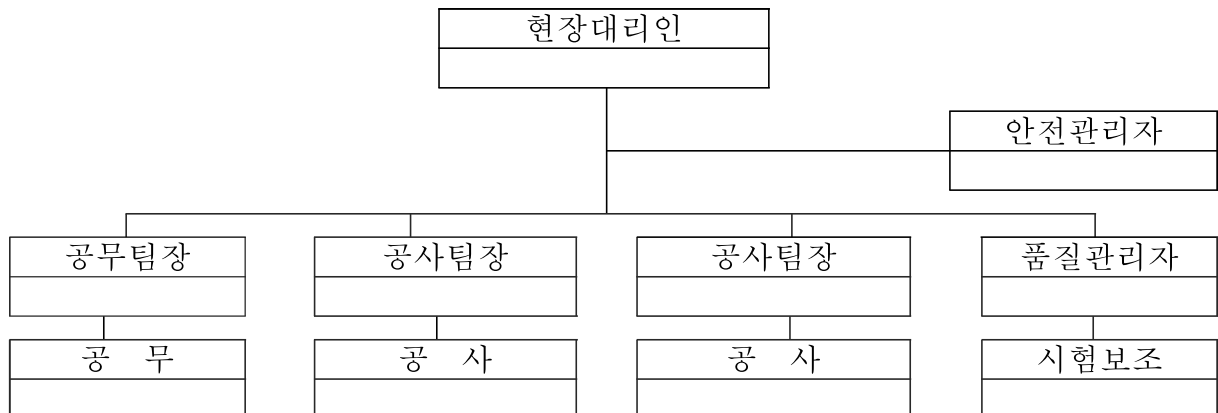 현장대리인
안전관리자
공무팀장 공사팀장 공사팀장 품질관리자
공 무 공 사 공 사 시험보조